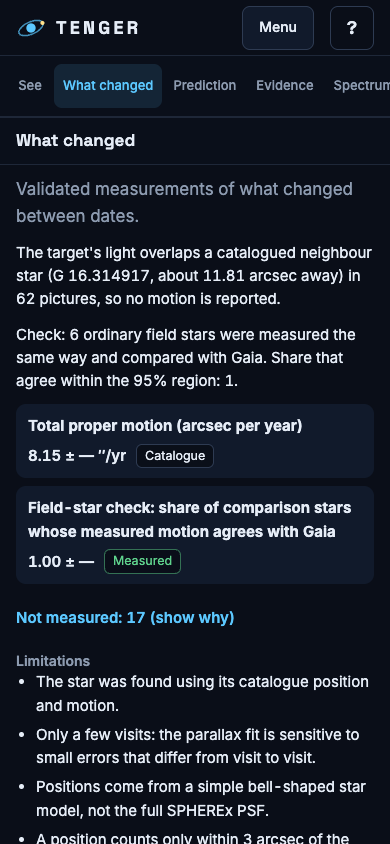 TENGER
Menu
?
See
What changed
Prediction
Evidence
Spectrum
What changed
Validated measurements of what changed
between dates.
The target's light overlaps a catalogued neighbour
star (G 16.314917, about 11.81 arcsec away) in
62 pictures, so no motion is reported.
Check: 6 ordinary field stars were measured the
same way and compared with Gaia. Share that
agree within the 95% region: 1.
Total proper motion (arcsec per year)
8.15 ± — ″/yr
Catalogue
Field-star check: share of comparison stars
whose measured motion agrees with Gaia
1.00 ± —
Measured
Not measured: 17 (show why)
Limitations
• The star was found using its catalogue position
and motion.
• Only a few visits: the parallax fit is sensitive to
small errors that differ from visit to visit.
• Positions come from a simple bell-shaped star
model, not the full SPHEREx PSF.
• A position counts only within 3 arcsec of the